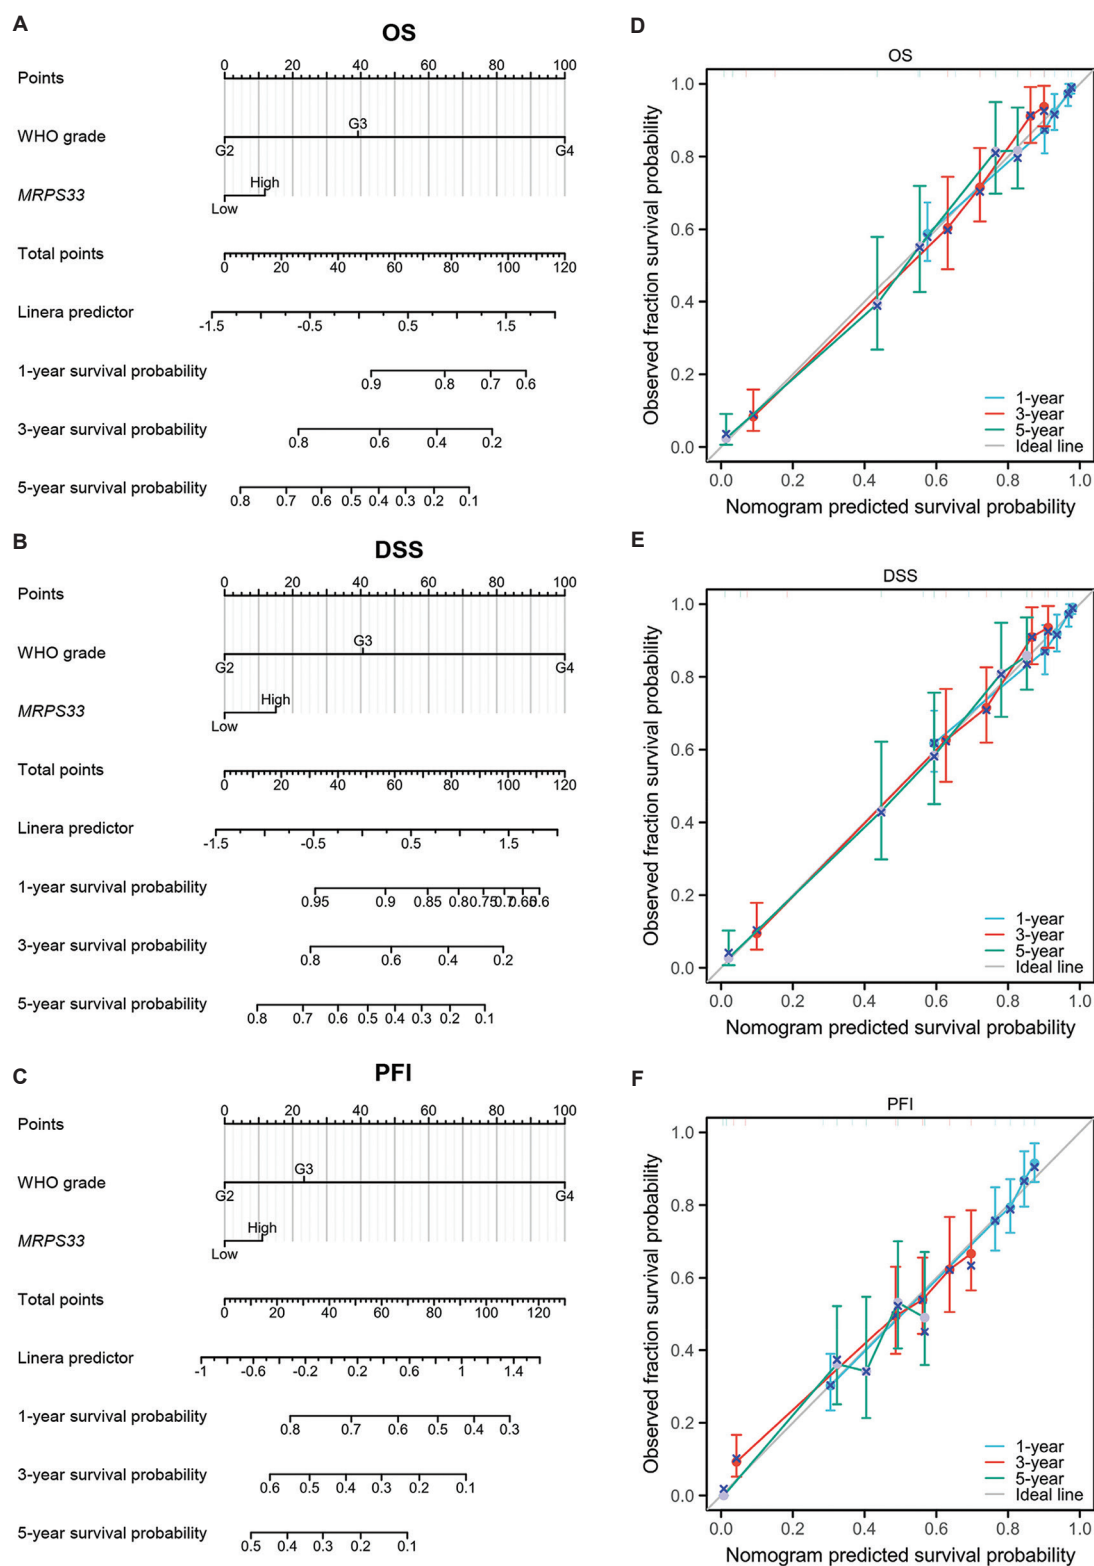 A
OS
Points
0 20 40 60 80 100
WHO grade
G2 G3 G4
MRPS33
Low High
Total points
0 20 40 60 80 100 120
Linera predictor
-1.5 -0.5 0.5 1.5
1-year survival probability
0.9 0.8 0.7 0.6
3-year survival probability
0.8 0.6 0.4 0.2
5-year survival probability
0.8 0.7 0.6 0.5 0.4 0.3 0.2 0.1
B
DSS
Points
0 20 40 60 80 100
WHO grade
G2 G3 G4
MRPS33
Low High
Total points
0 20 40 60 80 100 120
Linera predictor
-1.5 -0.5 0.5 1.5
1-year survival probability
0.95 0.9 0.85 0.80 0.75 0.7 0.65 0.6
3-year survival probability
0.8 0.6 0.4 0.2
5-year survival probability
0.8 0.7 0.6 0.5 0.4 0.3 0.2 0.1
C
PFI
Points
0 20 40 60 80 100
WHO grade
G2 G3 G4
MRPS33
Low High
Total points
0 20 40 60 80 100 120
Linera predictor
-1 -0.6 -0.2 0.2 0.6 1 1.4
1-year survival probability
0.8 0.7 0.6 0.5 0.4 0.3
3-year survival probability
0.6 0.5 0.4 0.3 0.2 0.1
5-year survival probability
0.5 0.4 0.3 0.2 0.1
D
OS
Observed fraction survival probability
1.0
0.8
0.6
0.4
0.2
0.0
1-year
3-year
5-year
Ideal line
0.0 0.2 0.4 0.6 0.8 1.0
Nomogram predicted survival probability
E
DSS
Observed fraction survival probability
1.0
0.8
0.6
0.4
0.2
0.0
1-year
3-year
5-year
Ideal line
0.0 0.2 0.4 0.6 0.8 1.0
Nomogram predicted survival probability
F
PFI
Observed fraction survival probability
1.0
0.8
0.6
0.4
0.2
0.0
1-year
3-year
5-year
Ideal line
0.0 0.2 0.4 0.6 0.8 1.0
Nomogram predicted survival probability